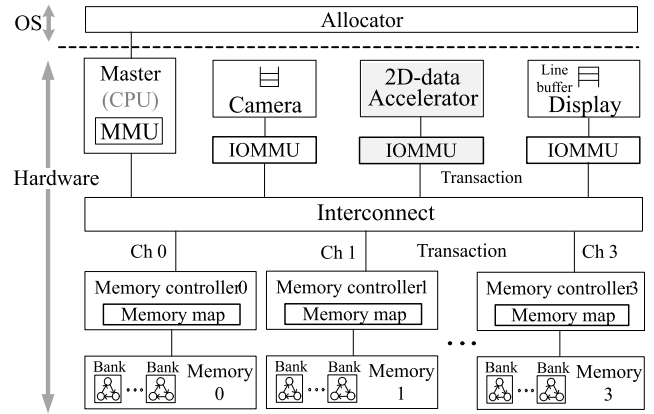 OS
Allocator
Master
(CPU)
MMU
Camera
2D-data
Accelerator
Line
buffer
Display
IOMMU
IOMMU
IOMMU
Hardware
Transaction
Interconnect
Ch 0
Ch 1
Transaction
Ch 3
Memory controller0
Memory map
Memory controller1
Memory map
Memory controller3
Memory map
...
Bank
Bank
...
Memory
0
Bank
Bank
...
Memory
1
Bank
Bank
...
Memory
3